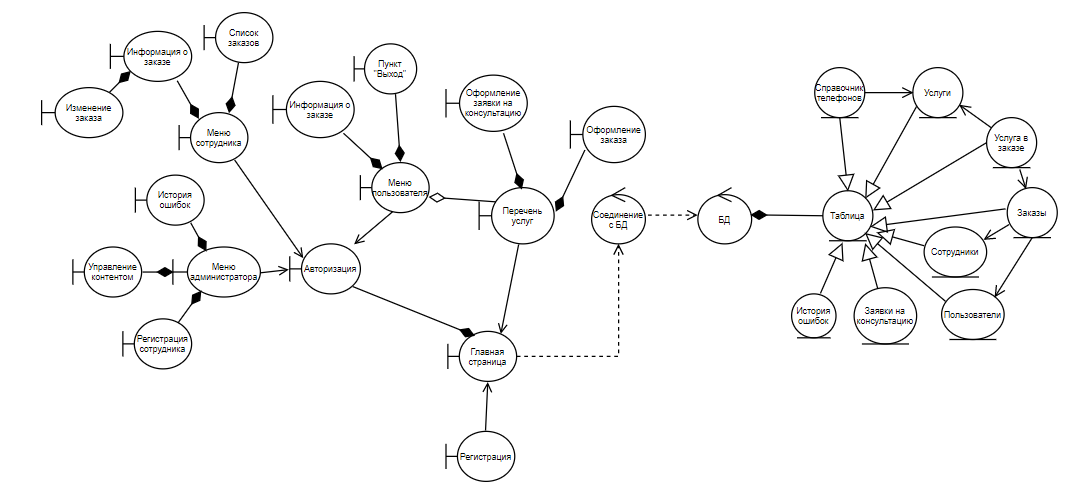 Список
заказов
Информация о
заказе
Изменение
заказа
Меню
сотрудника
Пункт
"Выход"
Информация о
заказе
Оформление
заявки на
консультацию
Оформление
заказа
Меню
пользователя
Перечень
услуг
История
ошибок
Управление
контентом
Меню
администратора
Регистрация
сотрудника
Авторизация
Главная
страница
Регистрация
Соединение
с БД
БД
Справочник
телефонов
Услуги
Услуга в
заказе
Таблица
Заказы
Сотрудники
История
ошибок
Заявки на
консультацию
Пользователи